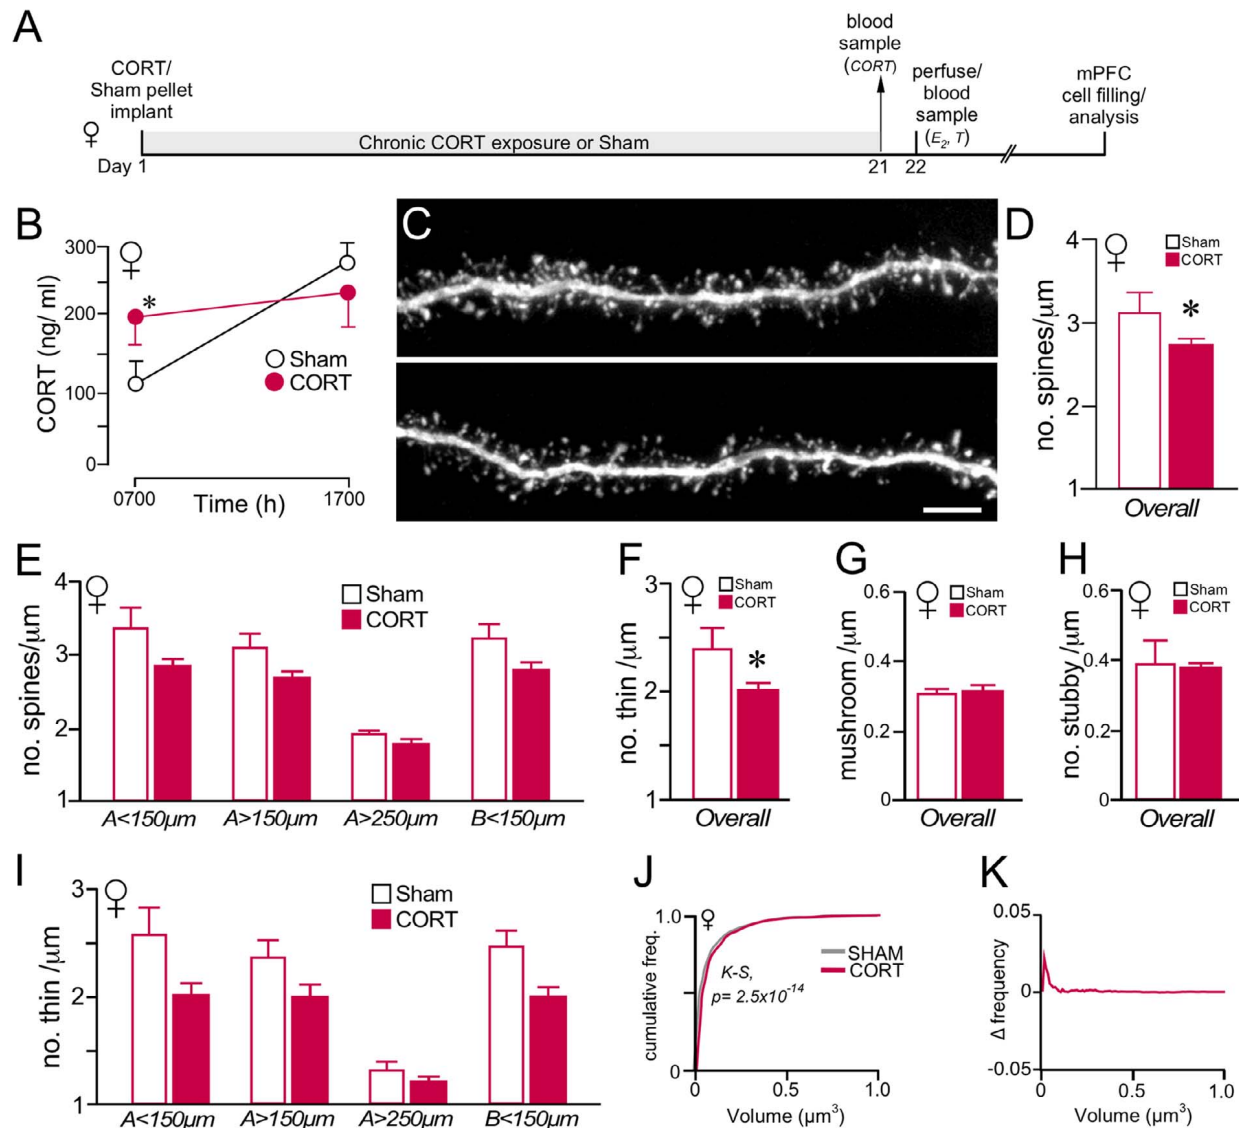 A
CORT/
Sham pellet
implant
blood
sample
(CORT)
perfuse/
blood
sample
(E2, T)
mPFC
cell filling/
analysis
♀
Chronic CORT exposure or Sham
Day 1
21
22
B
♀
CORT (ng/ ml)
300
200
100
0
*
Sham
CORT
0700
1700
Time (h)
C
D
♀
Sham
CORT
no. spines/μm
4
3
2
1
*
Overall
E
♀
Sham
CORT
no. spines/μm
4
3
2
1
A<150μm
A>150μm
A>250μm
B<150μm
F
♀
Sham
CORT
no. thin /μm
3
2
1
*
Overall
G
♀
Sham
CORT
mushroom /μm
0.6
0.4
0.2
0
Overall
H
♀
Sham
CORT
no. stubby/μm
0.6
0.4
0.2
0
Overall
I
♀
Sham
CORT
no. thin /μm
3
2
1
A<150μm
A>150μm
A>250μm
B<150μm
J
♀
cumulative freq.
1.0
0.5
0
SHAM
CORT
K-S,
p= 2.5x10-14
0
0.5
1.0
Volume (μm3)
K
Δ frequency
0.05
0
-0.05
0
0.5
1.0
Volume (μm3)